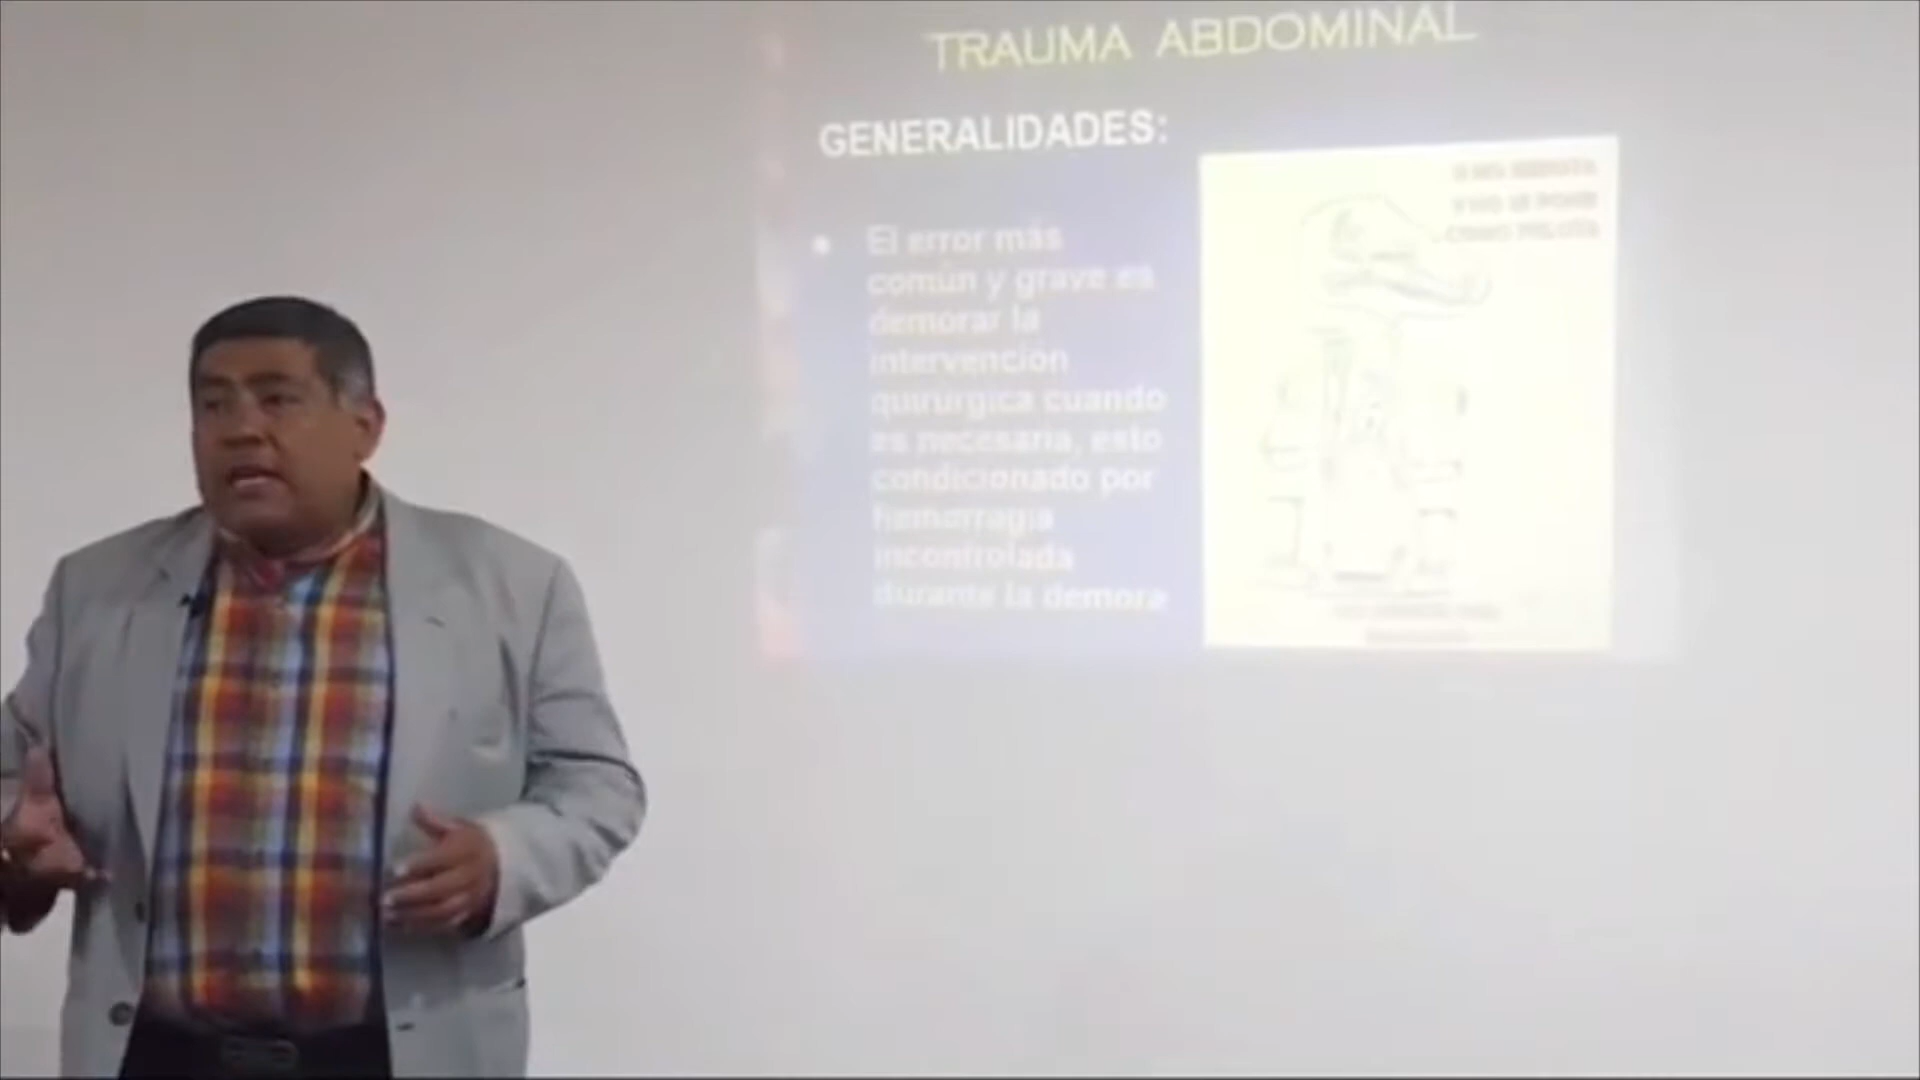 TRAUMA ABDOMINAL
GENERALIDADES:
• El error más
común y grave es
demorar la
intervención
quirúrgica cuando
es necesaria, esto
condicionado por
hemorragia
incontrolada
durante la demora